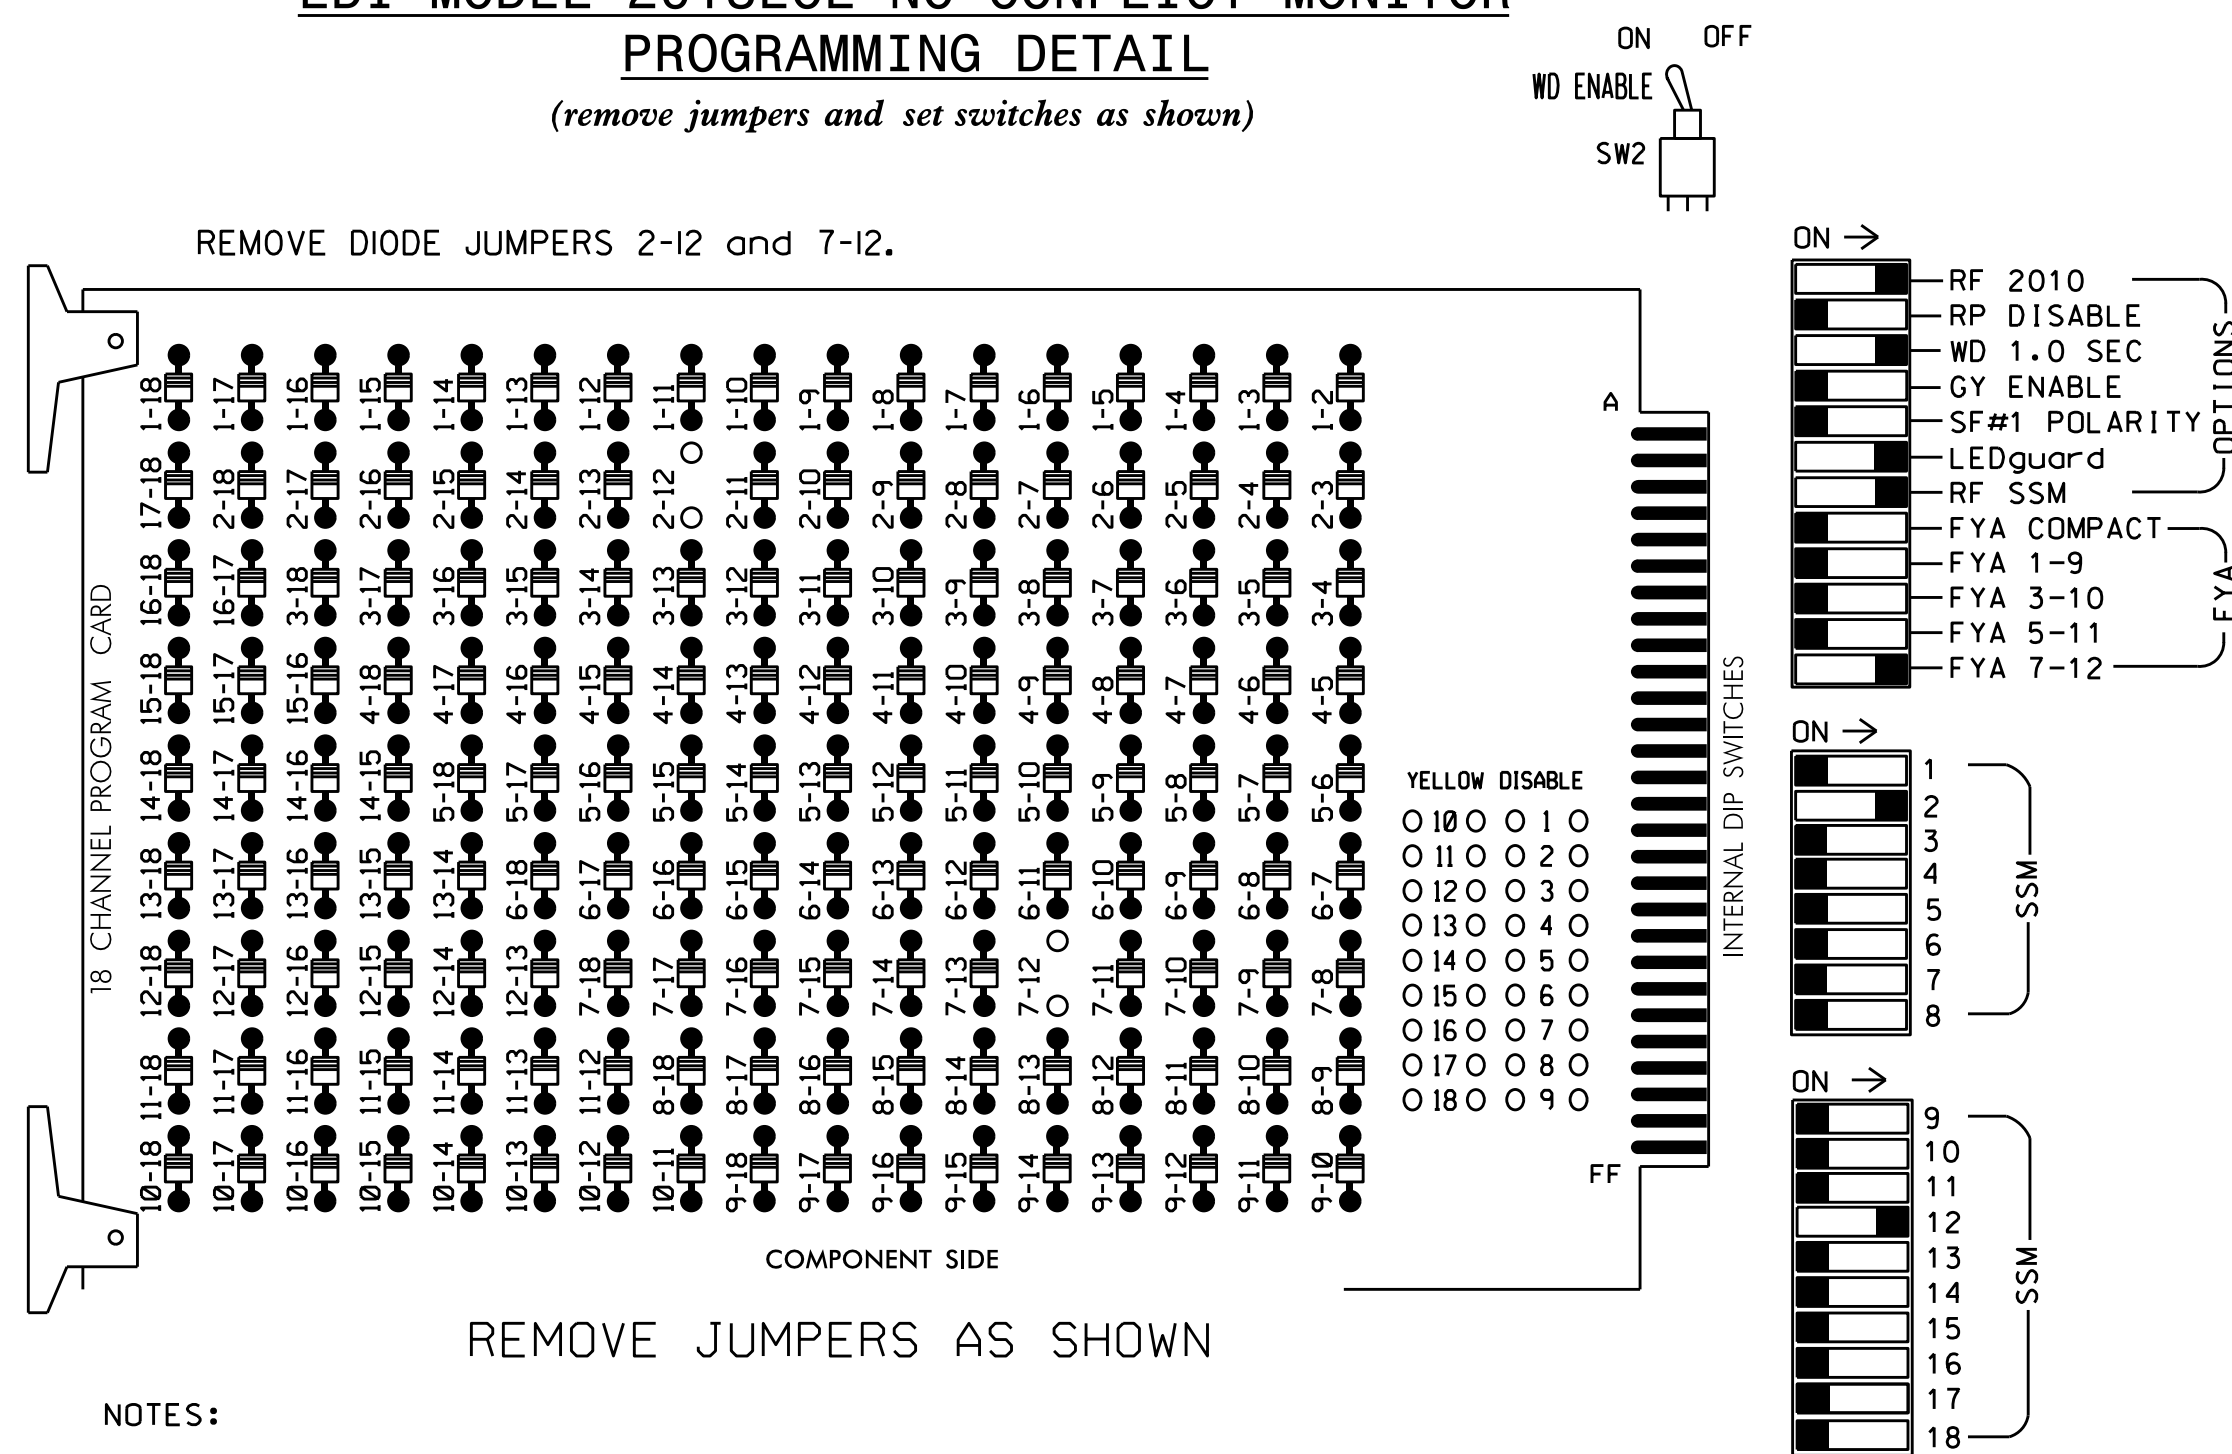 PROGRAMMING DETAIL
(remove jumpers and set switches as shown)
ON OFF
WD ENABLE
SW2
REMOVE DIODE JUMPERS 2-12 and 7-12.
18 CHANNEL PROGRAM CARD
1-18 1-17 1-16 1-15 1-14 1-13 1-12 1-11 1-10 1-9 1-8 1-7 1-6 1-5 1-4 1-3 1-2
17-18 2-18 2-17 2-16 2-15 2-14 2-13 2-12 2-11 2-10 2-9 2-8 2-7 2-6 2-5 2-4 2-3
16-18 16-17 3-18 3-17 3-16 3-15 3-14 3-13 3-12 3-11 3-10 3-9 3-8 3-7 3-6 3-5 3-4
15-18 15-17 15-16 4-18 4-17 4-16 4-15 4-14 4-13 4-12 4-11 4-10 4-9 4-8 4-7 4-6 4-5
14-18 14-17 14-16 14-15 5-18 5-17 5-16 5-15 5-14 5-13 5-12 5-11 5-10 5-9 5-8 5-7 5-6
13-18 13-17 13-16 13-15 13-14 6-18 6-17 6-16 6-15 6-14 6-13 6-12 6-11 6-10 6-9 6-8 6-7
12-18 12-17 12-16 12-15 12-14 12-13 7-18 7-17 7-16 7-15 7-14 7-13 7-12 7-11 7-10 7-9 7-8
11-18 11-17 11-16 11-15 11-14 11-13 11-12 8-18 8-17 8-16 8-15 8-14 8-13 8-12 8-11 8-10 8-9
10-18 10-17 10-16 10-15 10-14 10-13 10-12 10-11 9-18 9-17 9-16 9-15 9-14 9-13 9-12 9-11 9-10
A
YELLOW DISABLE
10 1
11 2
12 3
13 4
14 5
15 6
16 7
17 8
18 9
FF
INTERNAL DIP SWITCHES
COMPONENT SIDE
REMOVE JUMPERS AS SHOWN
NOTES:
ON →
RF 2010
RP DISABLE
WD 1.0 SEC
GY ENABLE
SF#1 POLARITY
LEDguard
RF SSM
OPTIONS
FYA COMPACT
FYA 1-9
FYA 3-10
FYA 5-11
FYA 7-12
FYA
ON →
1
2
3
4
5
6
7
8
SSM
ON →
9
10
11
12
13
14
15
16
17
18
SSM